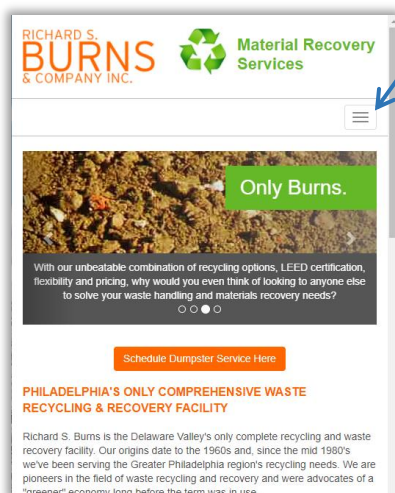 RICHARD S.
BURNS
& COMPANY INC.
Material Recovery
Services
Only Burns.
With our unbeatable combination of recycling options, LEED certification,
flexibility and pricing, why would you even think of looking to anyone else
to solve your waste handling and materials recovery needs?
Schedule Dumpster Service Here
PHILADELPHIA'S ONLY COMPREHENSIVE WASTE
RECYCLING & RECOVERY FACILITY
Richard S. Burns is the Delaware Valley's only complete recycling and waste
recovery facility. Our origins date to the 1960s and, since the mid 1980's
we've been serving the Greater Philadelphia region's recycling needs. We are
pioneers in the field of waste recycling and recovery and were advocates of a
"greener" economy long before the term was in use.